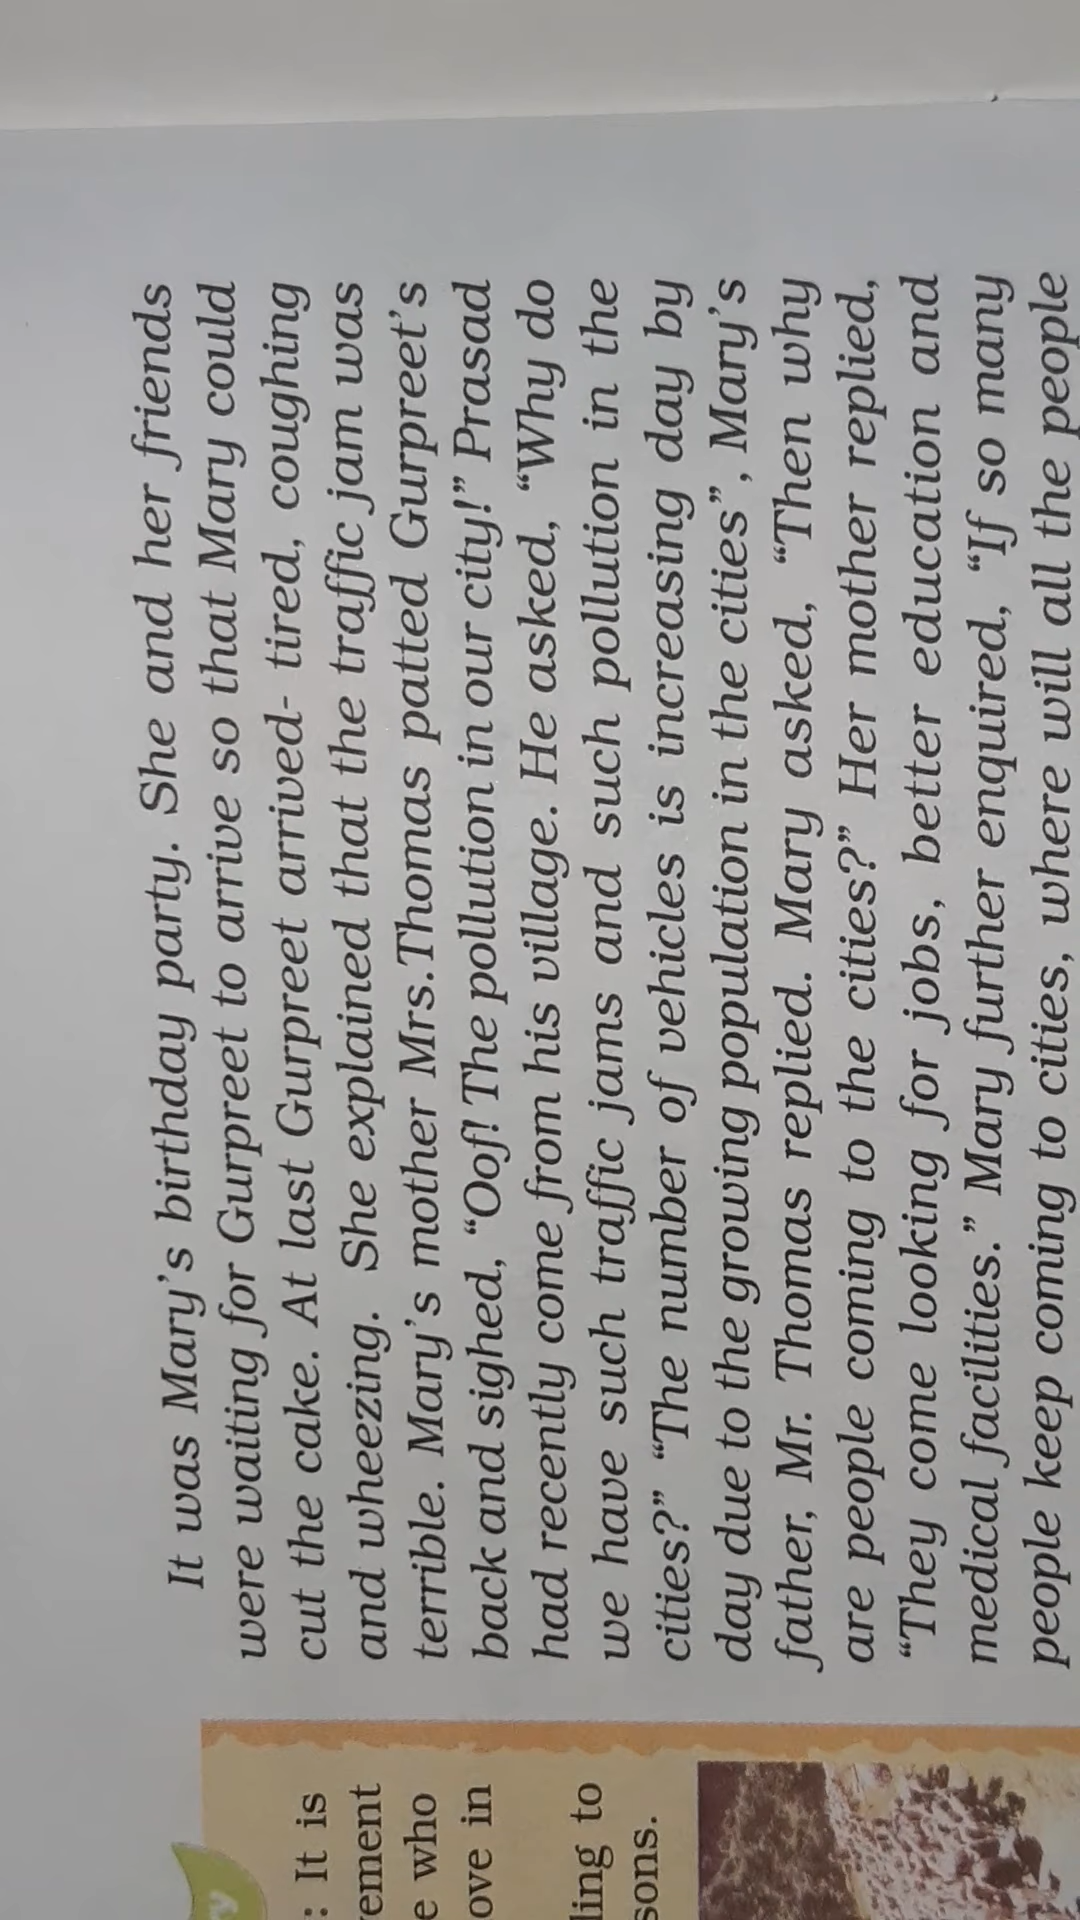 It was Mary's birthday party. She and her friends
were waiting for Gurpreet to arrive so that Mary could
cut the cake. At last Gurpreet arrived- tired, coughing
and wheezing. She explained that the traffic jam was
terrible. Mary's mother Mrs.Thomas patted Gurpreet's
back and sighed, “Oof! The pollution in our city!” Prasad
had recently come from his village. He asked, “Why do
we have such traffic jams and such pollution in the
cities?” “The number of vehicles is increasing day by
day due to the growing population in the cities”, Mary's
father, Mr. Thomas replied. Mary asked, “Then why
are people coming to the cities?” Her mother replied,
“They come looking for jobs, better education and
medical facilities.” Mary further enquired, “If so many
people keep coming to cities, where will all the people
: It is
who
in
to